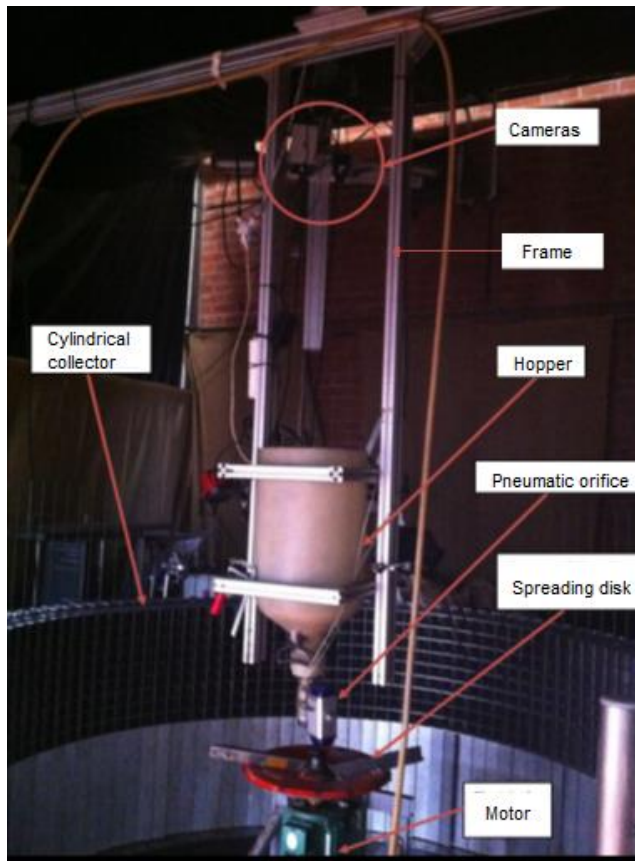 Cameras
Frame
Cylindrical
collector
Hopper
Pneumatic orifice
Spreading disk
Motor